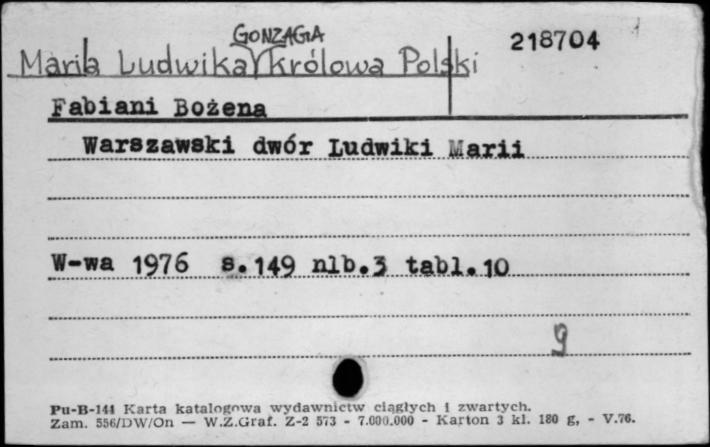 GONZAGA
218704
Maria Ludwika królowa Polski
Fabiani Bożena
Warszawski dwór Ludwiki Marii
W-wa 1976 s.149 nlb.3 tabl.10
g
Pu-B-144 Karta katalogowa wydawnictw ciągłych i zwartych.
Zam. 556/DW/On — W.Z.Graf. Z-2 573 - 7.000.000 - Karton 3 kl. 180 g, - V.76.